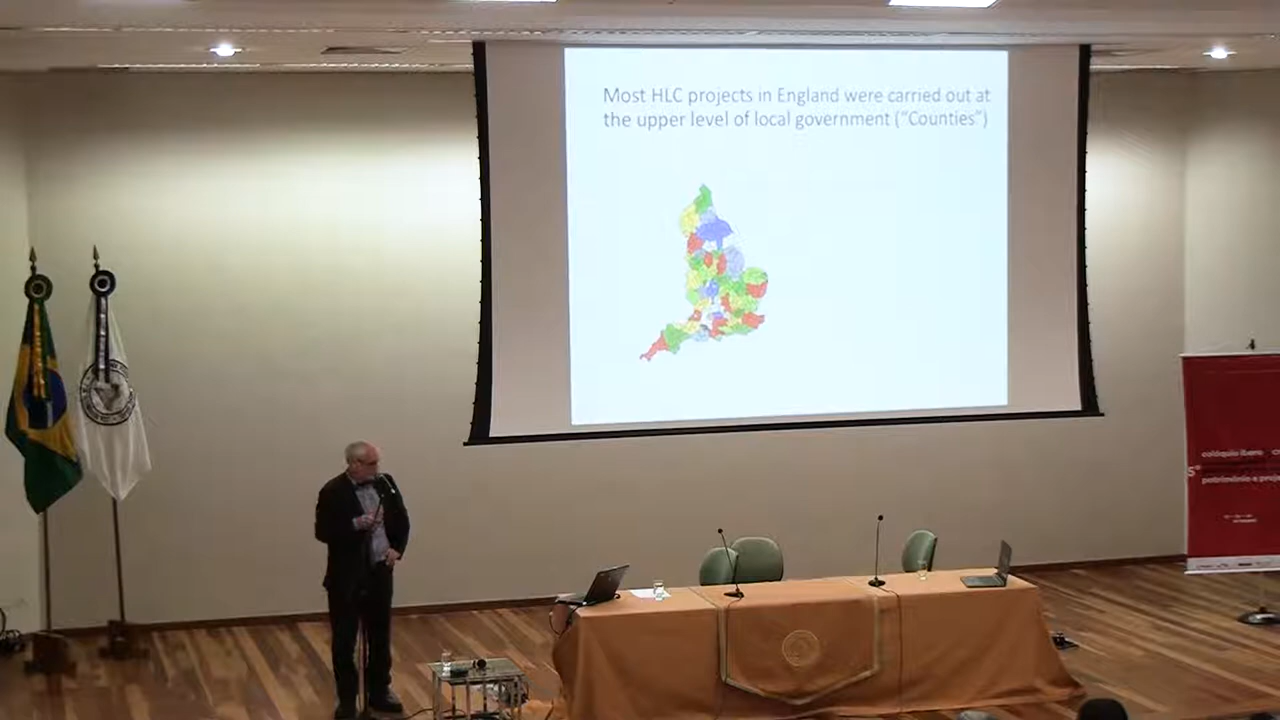 Most HLC projects in England were carried out at
the upper level of local government (“Counties”)
colóquio ibero
5º
patrimônio e proje